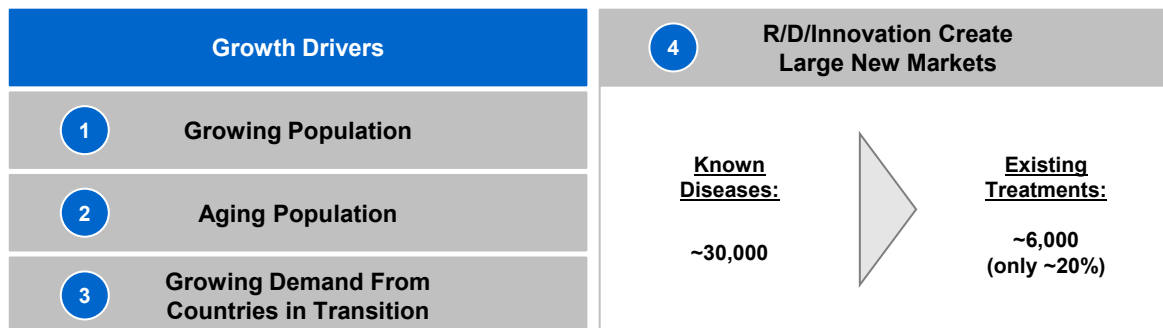 Growth Drivers
1
Growing Population
2
Aging Population
3
Growing Demand From
Countries in Transition
4
R/D/Innovation Create
Large New Markets
Known
Diseases:
~30,000
Existing
Treatments:
~6,000
(only ~20%)